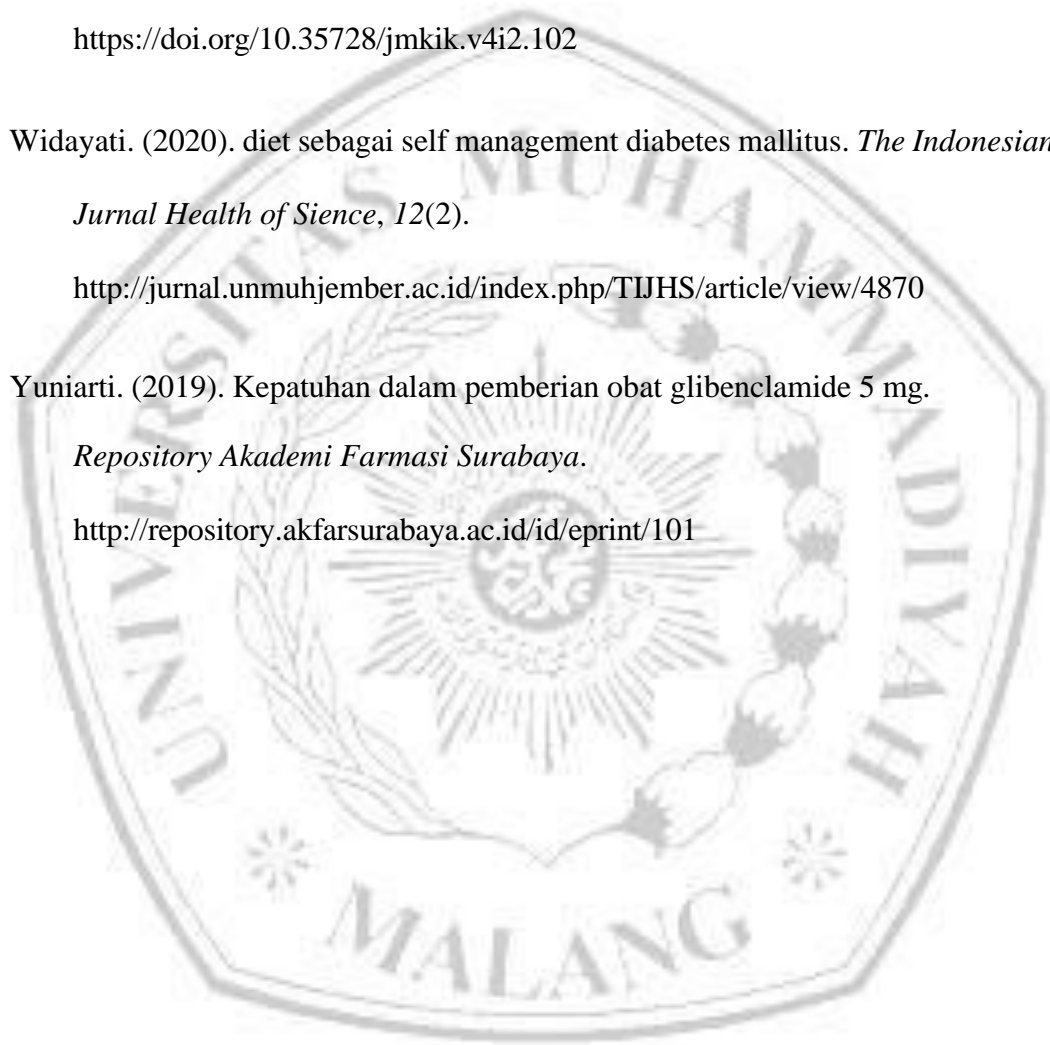 https://doi.org/10.35728/jmkik.v4i2.102
Widayati. (2020). diet sebagai self management diabetes mallitus. The Indonesian
Jurnal Health of Sience, 12(2).
http://jurnal.unmuhjember.ac.id/index.php/TIJHS/article/view/4870
Yuniarti. (2019). Kepatuhan dalam pemberian obat glibenclamide 5 mg.
Repository Akademi Farmasi Surabaya.
http://repository.akfarsurabaya.ac.id/id/eprint/101
UNIVERSITAS MUHAMMADIYAH
MALANG